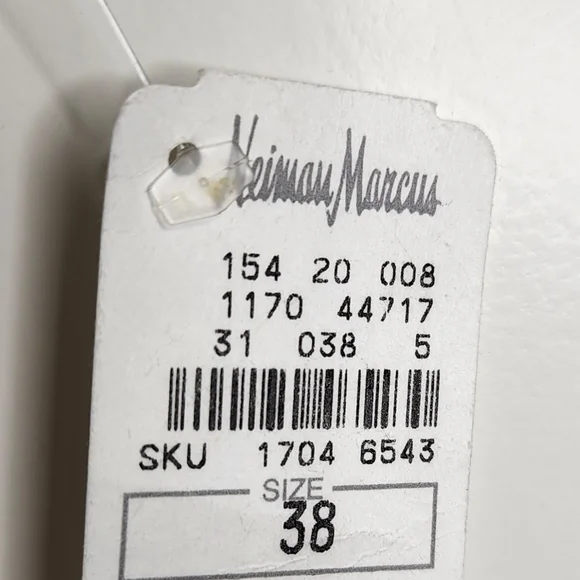 Neiman Marcus
154 20 008
1170 44717
31 038 5
SKU 1704 6543
SIZE
38